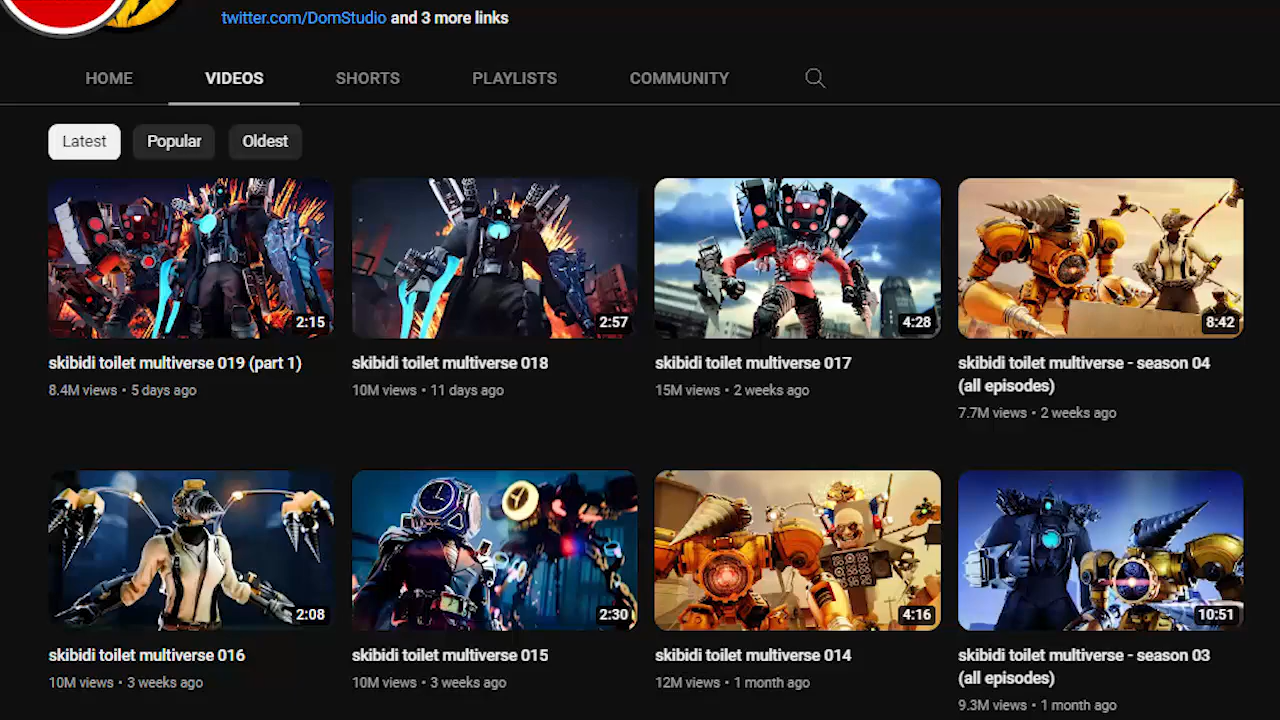 twitter.com/DomStudio and 3 more links
HOME VIDEOS SHORTS PLAYLISTS COMMUNITY
Latest Popular Oldest
2:15 2:57 4:28 8:42
skibidi toilet multiverse 019 (part 1)
8.4M views • 5 days ago
skibidi toilet multiverse 018
10M views • 11 days ago
skibidi toilet multiverse 017
15M views • 2 weeks ago
skibidi toilet multiverse - season 04
(all episodes)
7.7M views • 2 weeks ago
2:08 2:30 4:16 10:51
skibidi toilet multiverse 016
10M views • 3 weeks ago
skibidi toilet multiverse 015
10M views • 3 weeks ago
skibidi toilet multiverse 014
12M views • 1 month ago
skibidi toilet multiverse - season 03
(all episodes)
9.3M views • 1 month ago